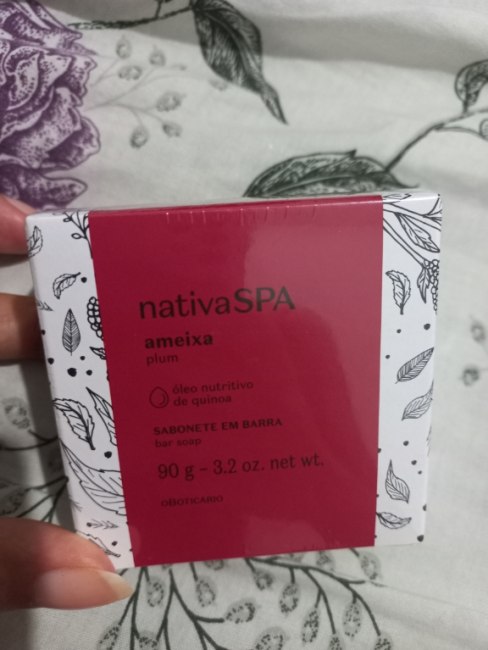 nativaSPA
ameixa
plum
óleo nutritivo
de quinoa
SABONETE EM BARRA
bar soap
90 g - 3.2 oz. net wt.
oBOTICÁRIO